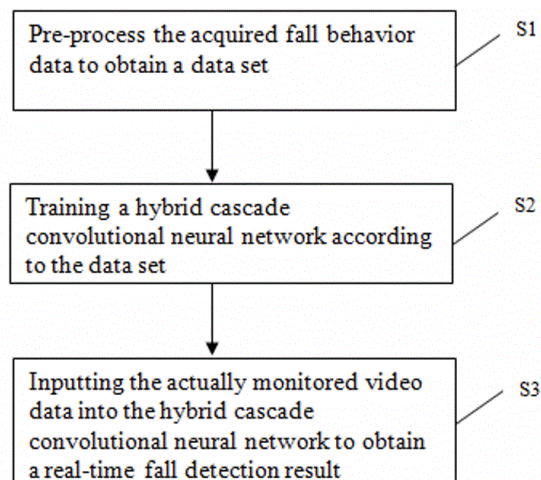 Pre-process the acquired fall behavior
data to obtain a data set
S1
Training a hybrid cascade
convolutional neural network according
to the data set
S2
Inputting the actually monitored video
data into the hybrid cascade
convolutional neural network to obtain
a real-time fall detection result
S3